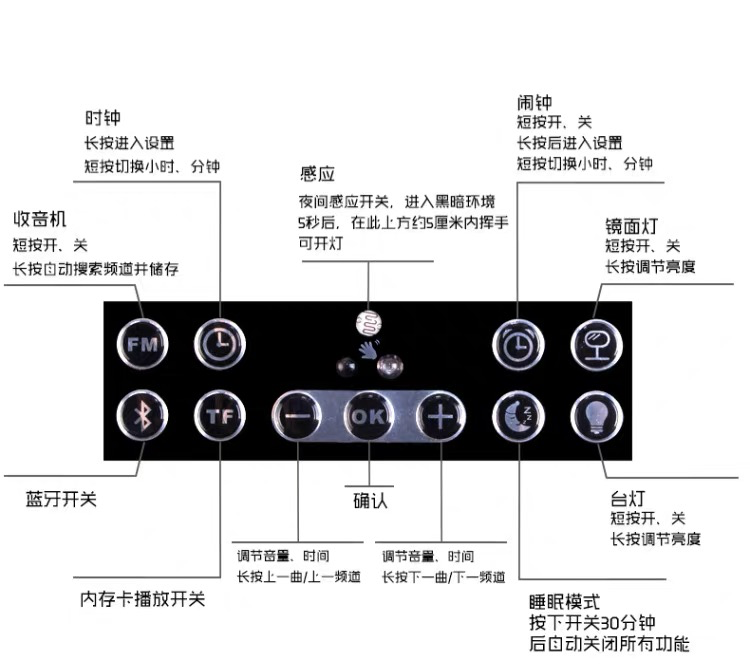 时钟
长按进入设置
短按切换小时、分钟
闹钟
短按开、关
长按后进入设置
短按切换小时、分钟
感应
夜间感应开关，进入黑暗环境
5秒后，在此上方约5厘米内挥手
可开灯
收音机
短按开、关
长按自动搜索频道并储存
镜面灯
短按开、关
长按调节亮度
FM
TF
OK
zzz
蓝牙开关
确认
台灯
短按开、关
长按调节亮度
调节音量、时间
长按上一曲/上一频道
调节音量、时间
长按下一曲/下一频道
内存卡播放开关
睡眠模式
按下开关30分钟
后自动关闭所有功能